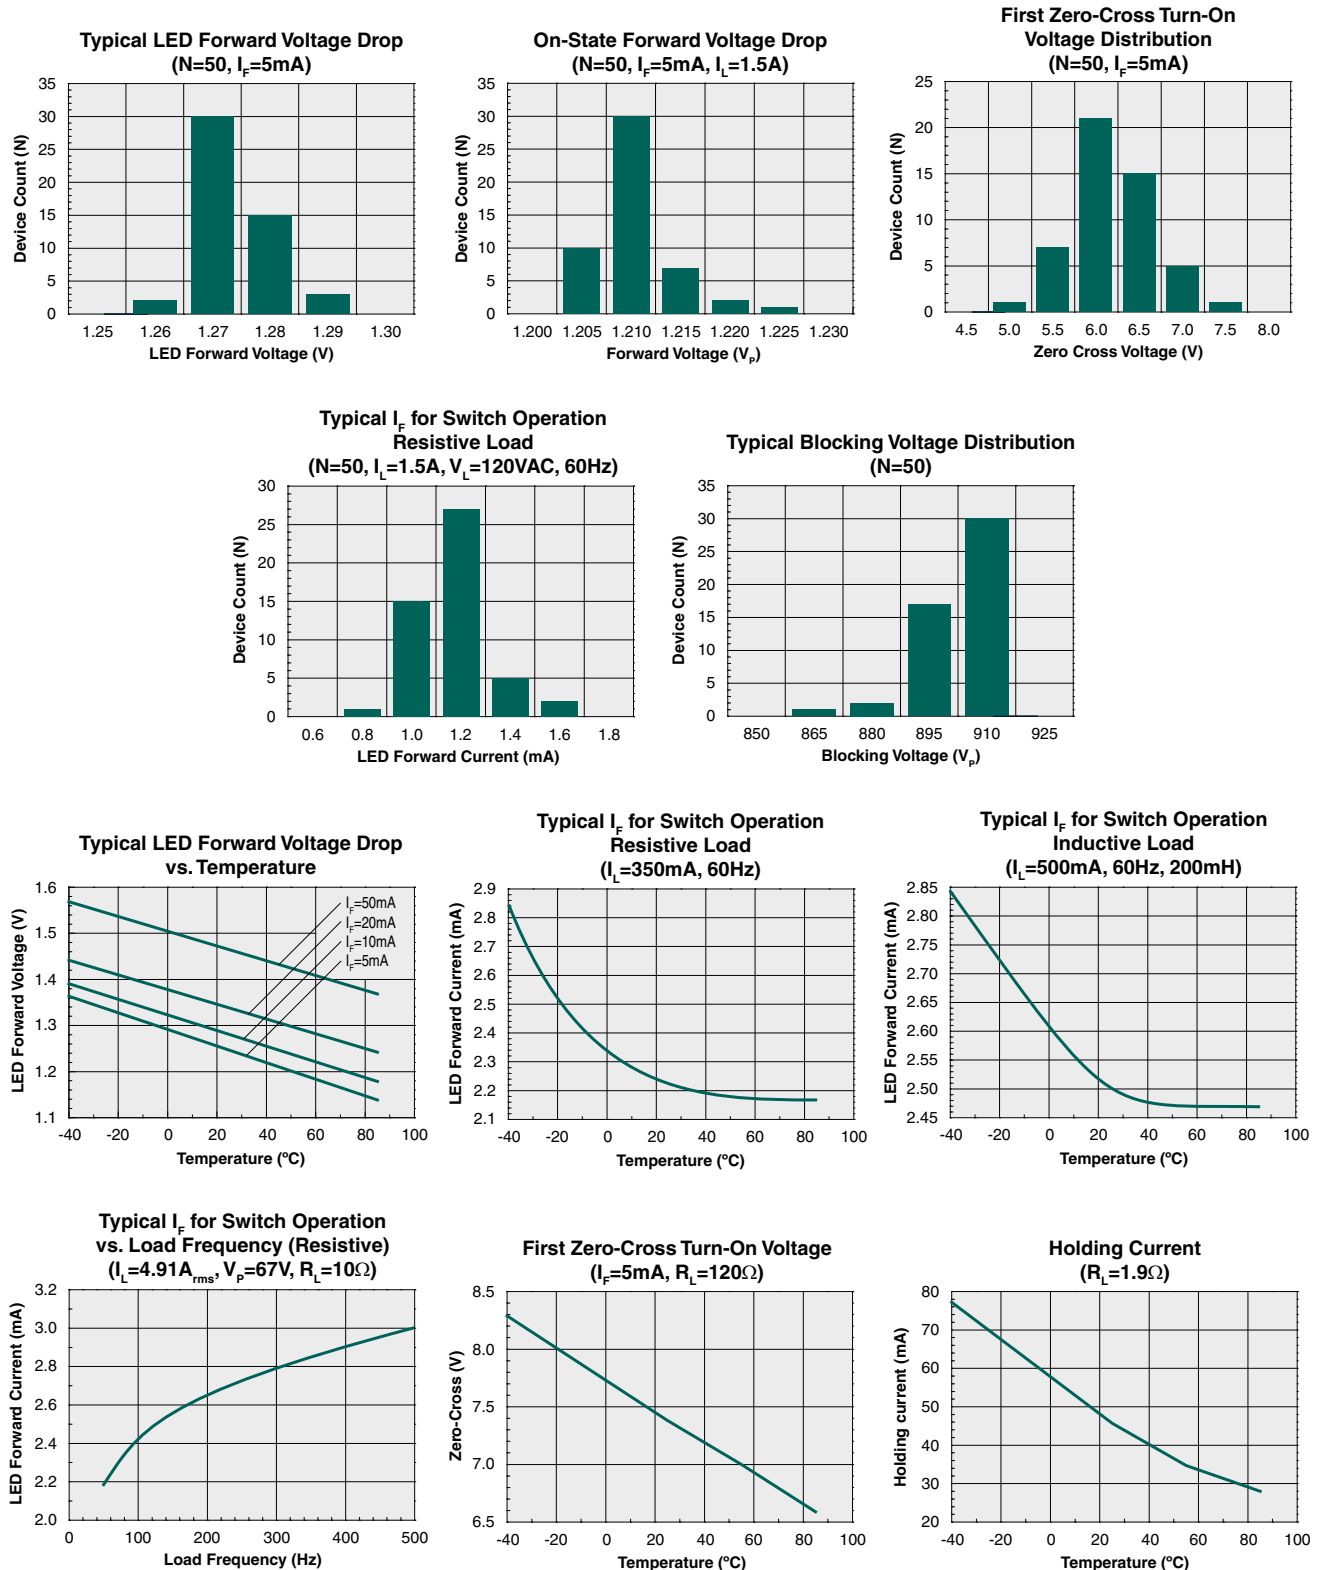 Typical LED Forward Voltage Drop
(N=50, IF=5mA)
35
30
25
20
15
10
5
0
Device Count (N)
1.25 1.26 1.27 1.28 1.29 1.30
LED Forward Voltage (V)
On-State Forward Voltage Drop
(N=50, IF=5mA, IL=1.5A)
35
30
25
20
15
10
5
0
Device Count (N)
1.200 1.205 1.210 1.215 1.220 1.225 1.230
Forward Voltage (VP)
First Zero-Cross Turn-On
Voltage Distribution
(N=50, IF=5mA)
25
20
15
10
5
0
Device Count (N)
4.5 5.0 5.5 6.0 6.5 7.0 7.5 8.0
Zero Cross Voltage (V)
Typical IF for Switch Operation
Resistive Load
(N=50, IL=1.5A, VL=120VAC, 60Hz)
30
25
20
15
10
5
0
Device Count (N)
0.6 0.8 1.0 1.2 1.4 1.6 1.8
LED Forward Current (mA)
Typical Blocking Voltage Distribution
(N=50)
35
30
25
20
15
10
5
0
Device Count (N)
850 865 880 895 910 925
Blocking Voltage (VP)
Typical LED Forward Voltage Drop
vs. Temperature
1.6
1.5
1.4
1.3
1.2
1.1
LED Forward Voltage (V)
IF=50mA
IF=20mA
IF=10mA
IF=5mA
-40 -20 0 20 40 60 80 100
Temperature (ºC)
Typical IF for Switch Operation
Resistive Load
(IL=350mA, 60Hz)
2.9
2.8
2.7
2.6
2.5
2.4
2.3
2.2
2.1
LED Forward Current (mA)
-40 -20 0 20 40 60 80 100
Temperature (ºC)
Typical IF for Switch Operation
Inductive Load
(IL=500mA, 60Hz, 200mH)
2.85
2.80
2.75
2.70
2.65
2.60
2.55
2.50
2.45
LED Forward Current (mA)
-40 -20 0 20 40 60 80 100
Temperature (ºC)
Typical IF for Switch Operation
vs. Load Frequency (Resistive)
(IL=4.91Arms, VP=67V, RL=10Ω)
3.2
3.0
2.8
2.6
2.4
2.2
2.0
LED Forward Current (mA)
0 100 200 300 400 500
Load Frequency (Hz)
First Zero-Cross Turn-On Voltage
(IF=5mA, RL=120Ω)
8.5
8.0
7.5
7.0
6.5
Zero-Cross (V)
-40 -20 0 20 40 60 80 100
Temperature (ºC)
Holding Current
(RL=1.9Ω)
80
70
60
50
40
30
20
Holding current (mA)
-40 -20 0 20 40 60 80 100
Temperature (ºC)